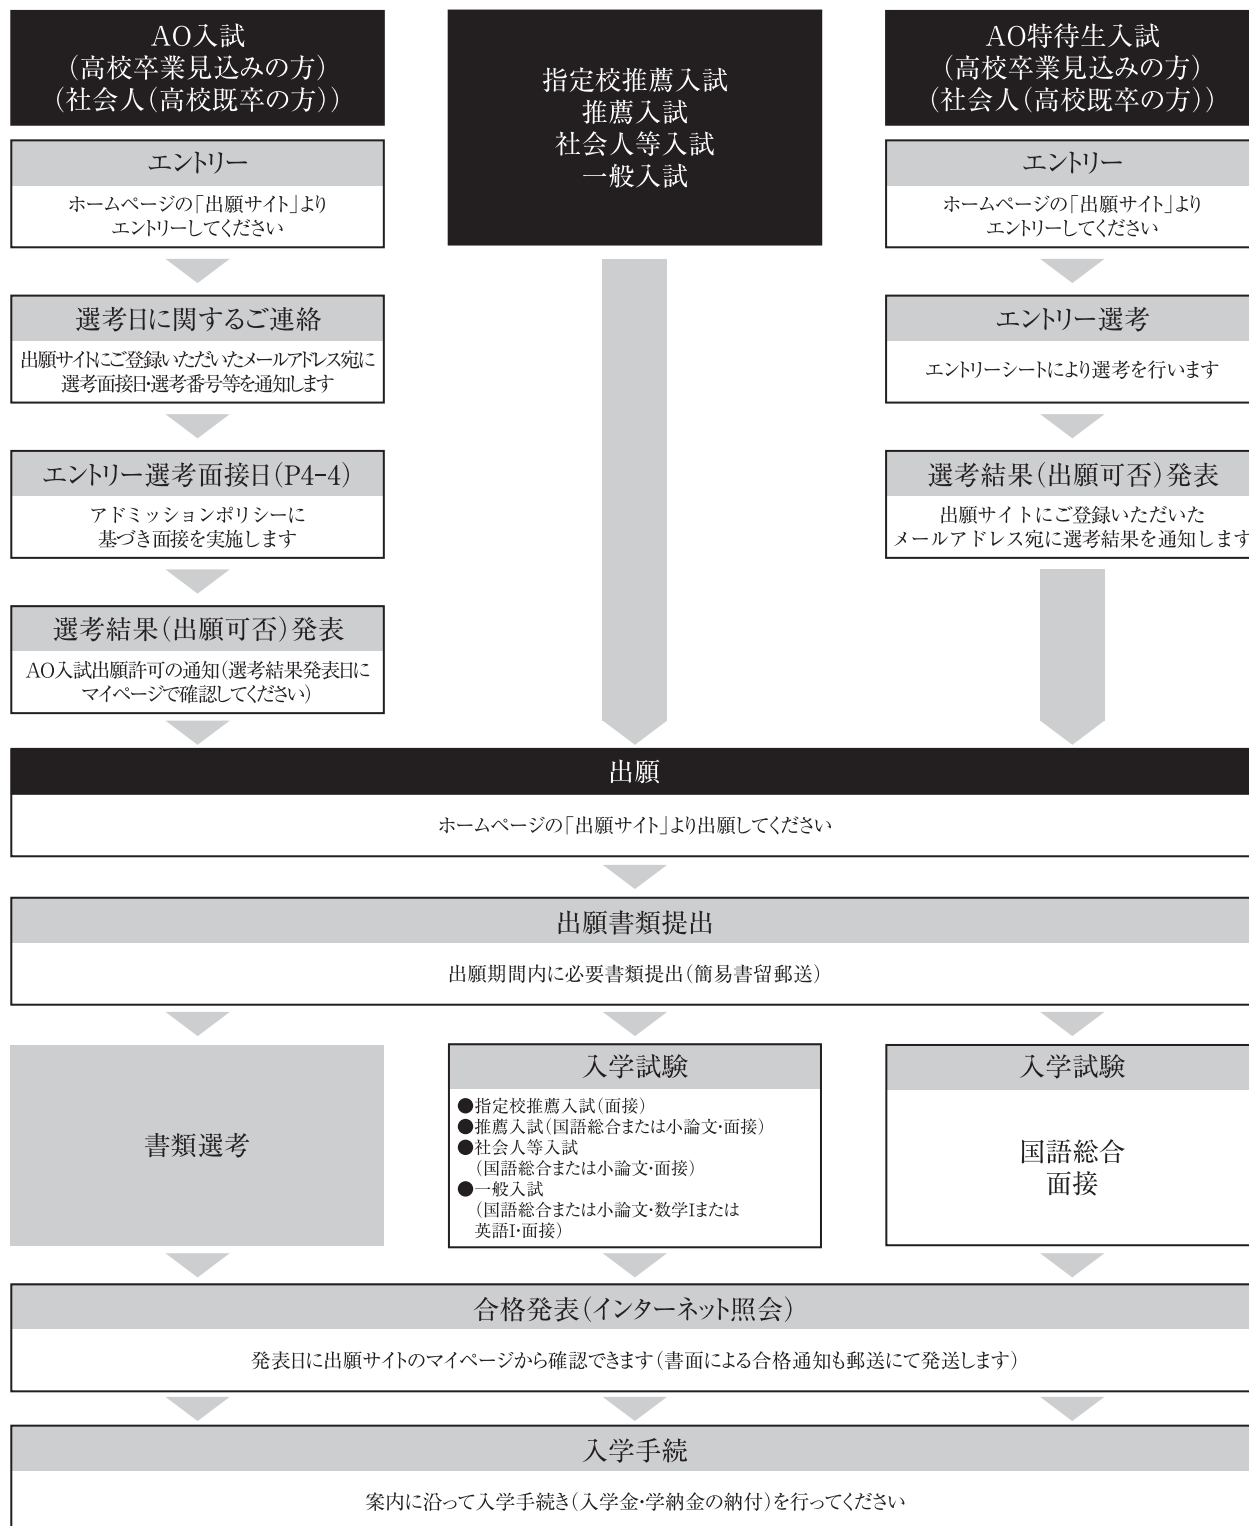 AO入試
（高校卒業見込みの方）
（社会人（高校既卒の方））
エントリー
ホームページの「出願サイト」より
エントリーしてください
選考日に関するご連絡
出願サイトにご登録いただいたメールアドレス宛に
選考面接日・選考番号等を通知します
エントリー選考面接日（P4-4）
アドミッションポリシーに
基づき面接を実施します
選考結果（出願可否）発表
AO入試出願許可の通知（選考結果発表日に
マイページで確認してください）
指定校推薦入試
推薦入試
社会人等入試
一般入試
AO特待生入試
（高校卒業見込みの方）
（社会人（高校既卒の方））
エントリー
ホームページの「出願サイト」より
エントリーしてください
エントリー選考
エントリーシートにより選考を行います
選考結果（出願可否）発表
出願サイトにご登録いただいた
メールアドレス宛に選考結果を通知します
出願
ホームページの「出願サイト」より出願してください
出願書類提出
出願期間内に必要書類提出（簡易書留郵送）
書類選考
入学試験
●指定校推薦入試（面接）
●推薦入試（国語総合または小論文・面接）
●社会人等入試
（国語総合または小論文・面接）
●一般入試
（国語総合または小論文・数学Iまたは
英語I・面接）
入学試験
国語総合
面接
合格発表（インターネット照会）
発表日に出願サイトのマイページから確認できます（書面による合格通知も郵送にて発送します）
入学手続
案内に沿って入学手続き（入学金・学納金の納付）を行ってください